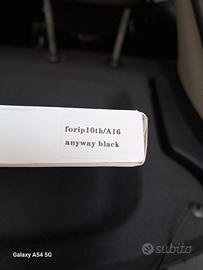 forip10th/A16
anyway black
Galaxy A54 5G
subito